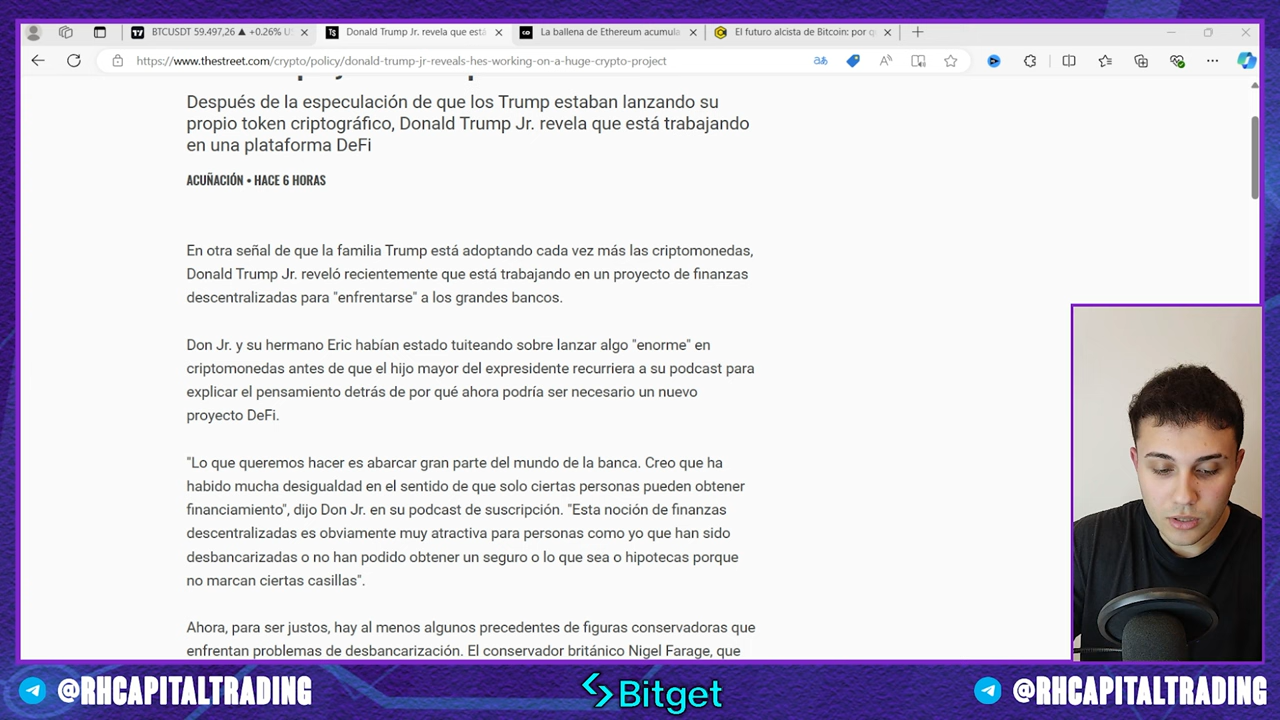 BTCUSDT 59.497,26 ▲ +0.26%
Donald Trump Jr. revela que está
La ballena de Ethereum acumula
El futuro alcista de Bitcoin: por
https://www.thestreet.com/crypto/policy/donald-trump-jr-reveals-hes-working-on-a-huge-crypto-project
Después de la especulación de que los Trump estaban lanzando su
propio token criptográfico, Donald Trump Jr. revela que está trabajando
en una plataforma DeFi
ACUÑACIÓN • HACE 6 HORAS
En otra señal de que la familia Trump está adoptando cada vez más las criptomonedas,
Donald Trump Jr. reveló recientemente que está trabajando en un proyecto de finanzas
descentralizadas para "enfrentarse" a los grandes bancos.
Don Jr. y su hermano Eric habían estado tuiteando sobre lanzar algo "enorme" en
criptomonedas antes de que el hijo mayor del expresidente recurriera a su podcast para
explicar el pensamiento detrás de por qué ahora podría ser necesario un nuevo
proyecto DeFi.
"Lo que queremos hacer es abarcar gran parte del mundo de la banca. Creo que ha
habido mucha desigualdad en el sentido de que solo ciertas personas pueden obtener
financiamiento", dijo Don Jr. en su podcast de suscripción. "Esta noción de finanzas
descentralizadas es obviamente muy atractiva para personas como yo que han sido
desbancarizadas o no han podido obtener un seguro o lo que sea o hipotecas porque
no marcan ciertas casillas".
Ahora, para ser justos, hay al menos algunos precedentes de figuras conservadoras que
enfrentan problemas de desbancarización. El conservador británico Nigel Farage, que
@RHCAPITALTRADING
Bitget
@RHCAPITALTRADING